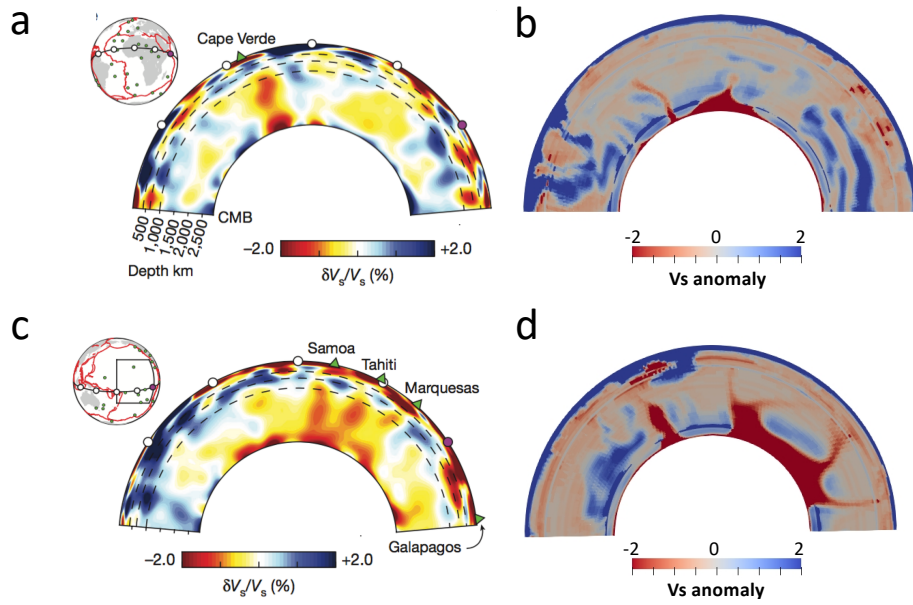 a
Cape Verde
500
1,000
1,500
2,000
2,500
Depth km
CMB
–2.0
+2.0
δVs/Vs (%)
b
-2
0
2
Vs anomaly
c
Samoa
Tahiti
Marquesas
Galapagos
–2.0
+2.0
δVs/Vs (%)
d
-2
0
2
Vs anomaly